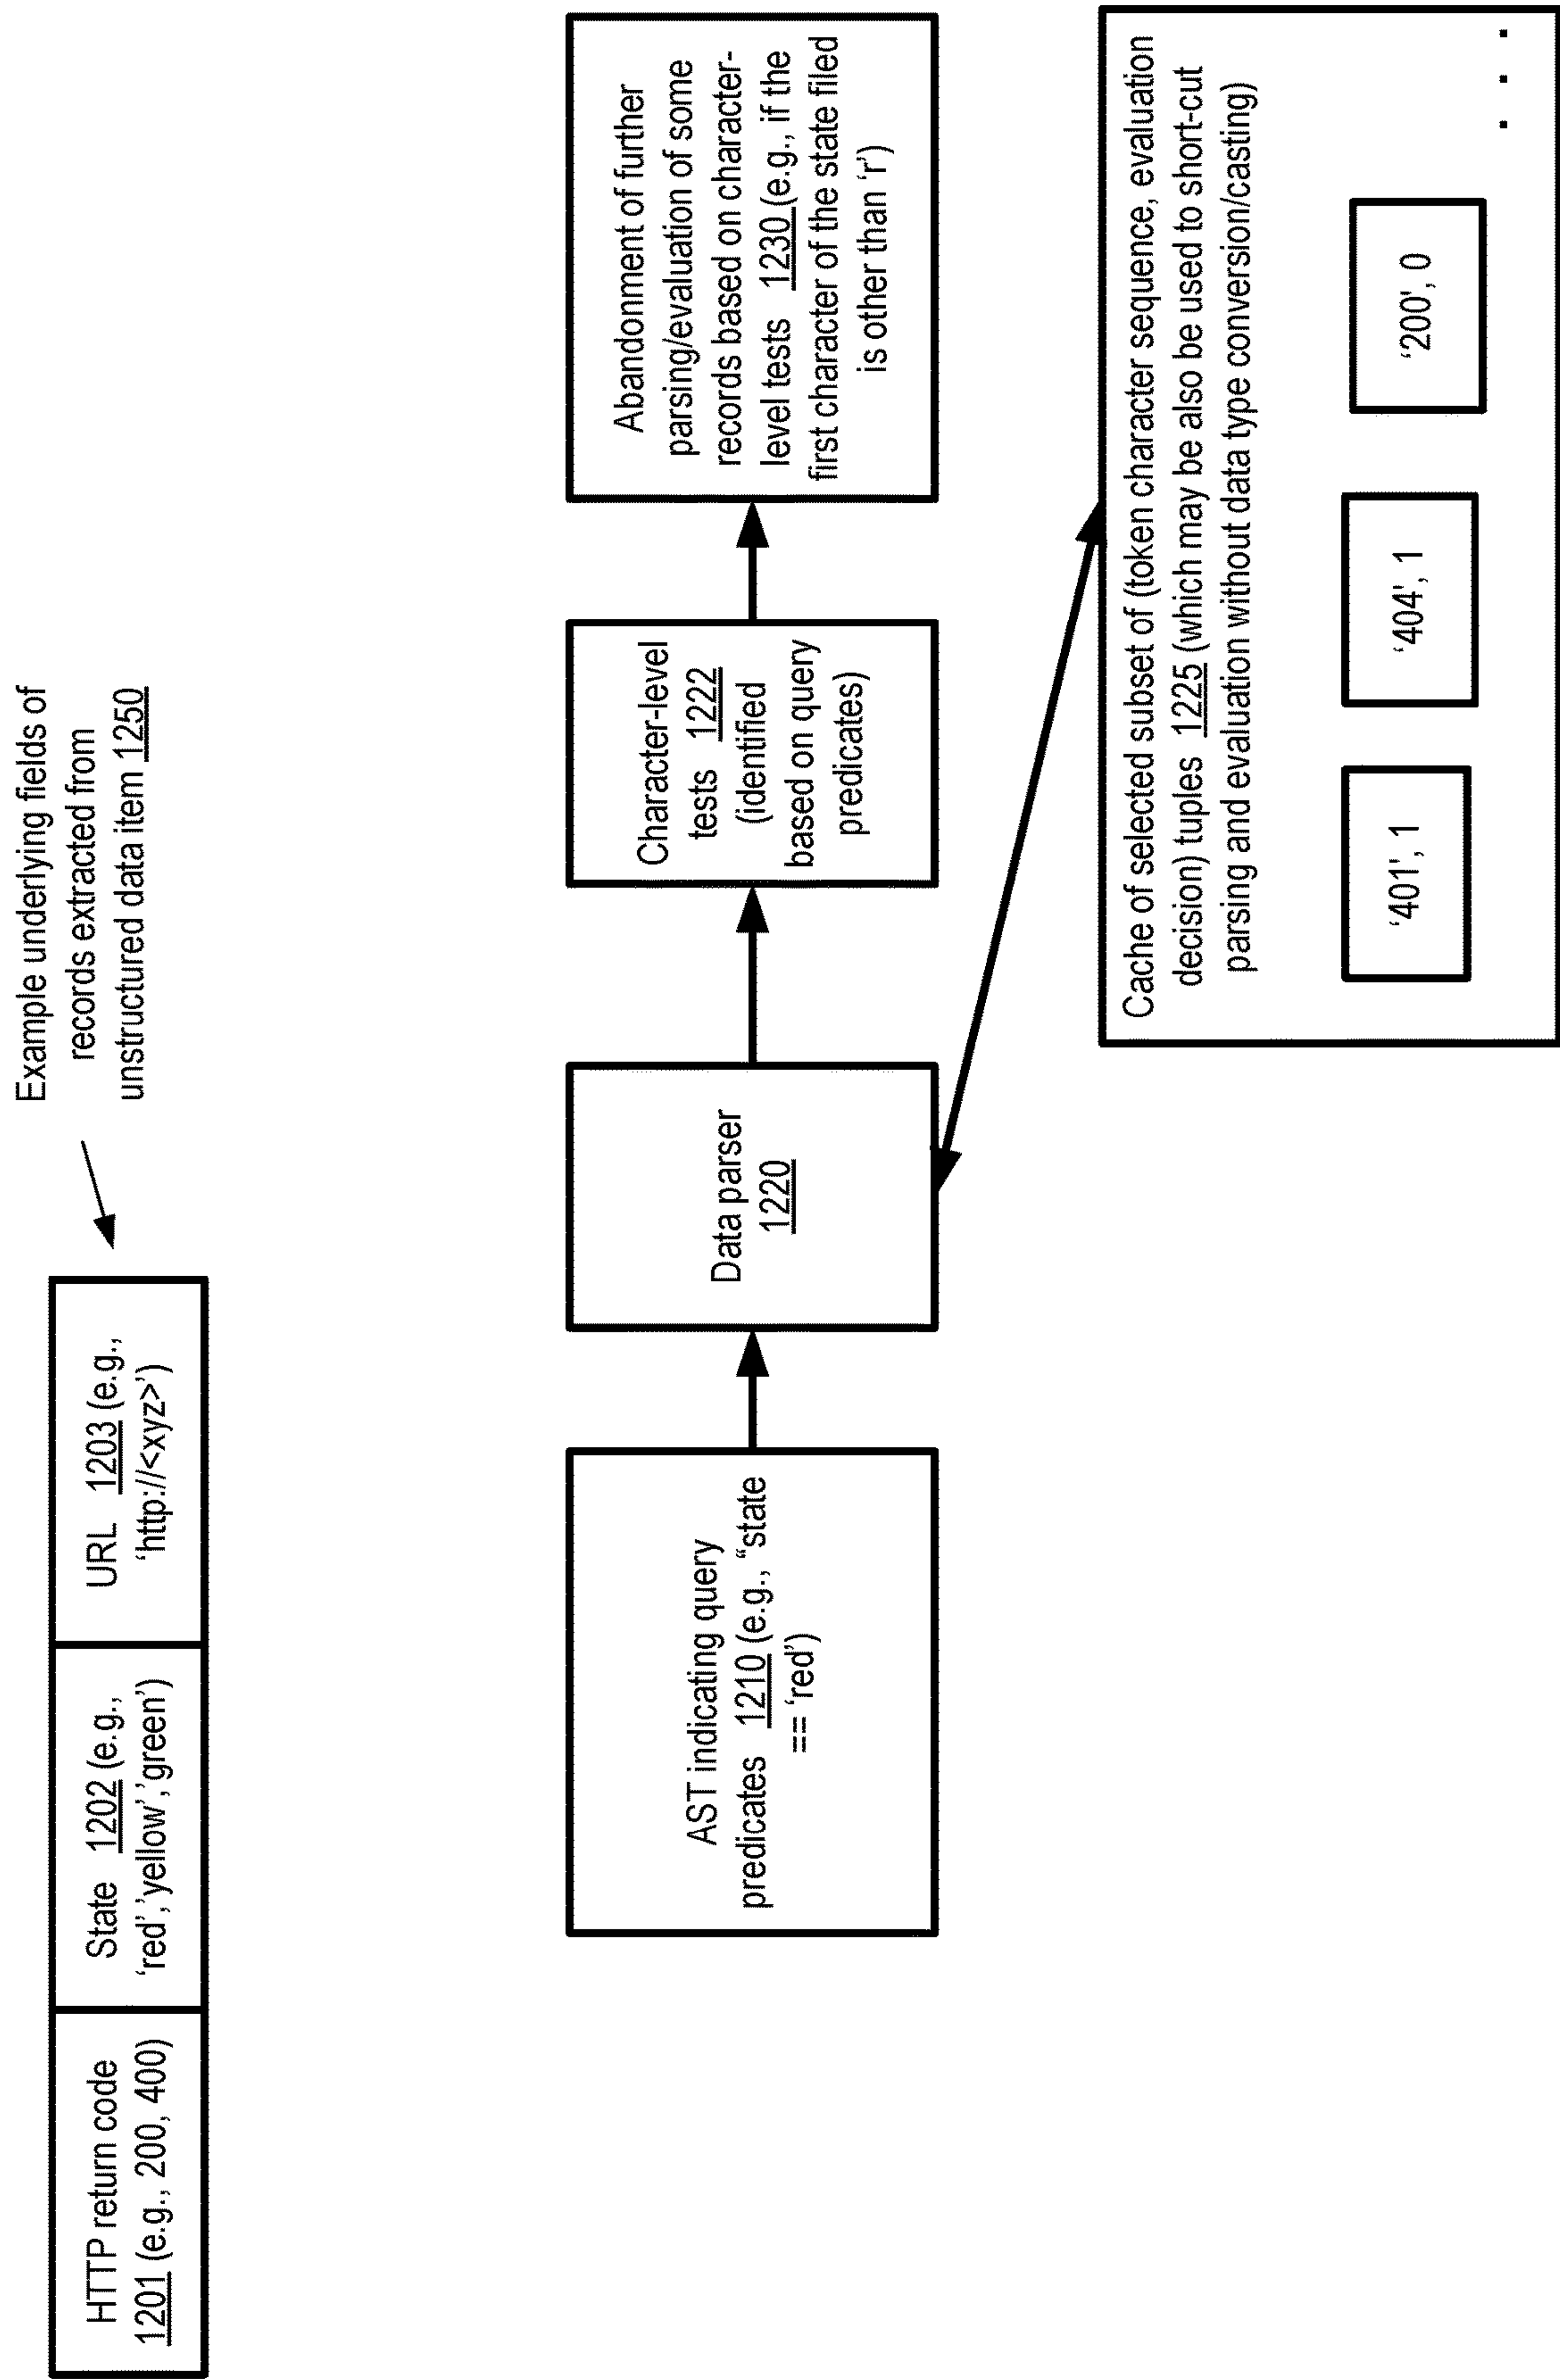 Example underlying fields of
records extracted from
unstructured data item 1250
HTTP return code
1201 (e.g., 200, 400)
State 1202 (e.g.,
‘red’,’yellow’,’green’)
URL 1203 (e.g.,
‘http://<xyz>’)
AST indicating query
predicates 1210 (e.g., “state
== ‘red’)
Data parser
1220
Character-level
tests 1222
(identified
based on query
predicates)
Abandonment of further
parsing/evaluation of some
records based on character-
level tests 1230 (e.g., if the
first character of the state filed
is other than ‘r’)
Cache of selected subset of (token character sequence, evaluation
decision) tuples 1225 (which may be also be used to short-cut
parsing and evaluation without data type conversion/casting)
‘401’, 1
‘404’, 1
‘200’, 0
. . .